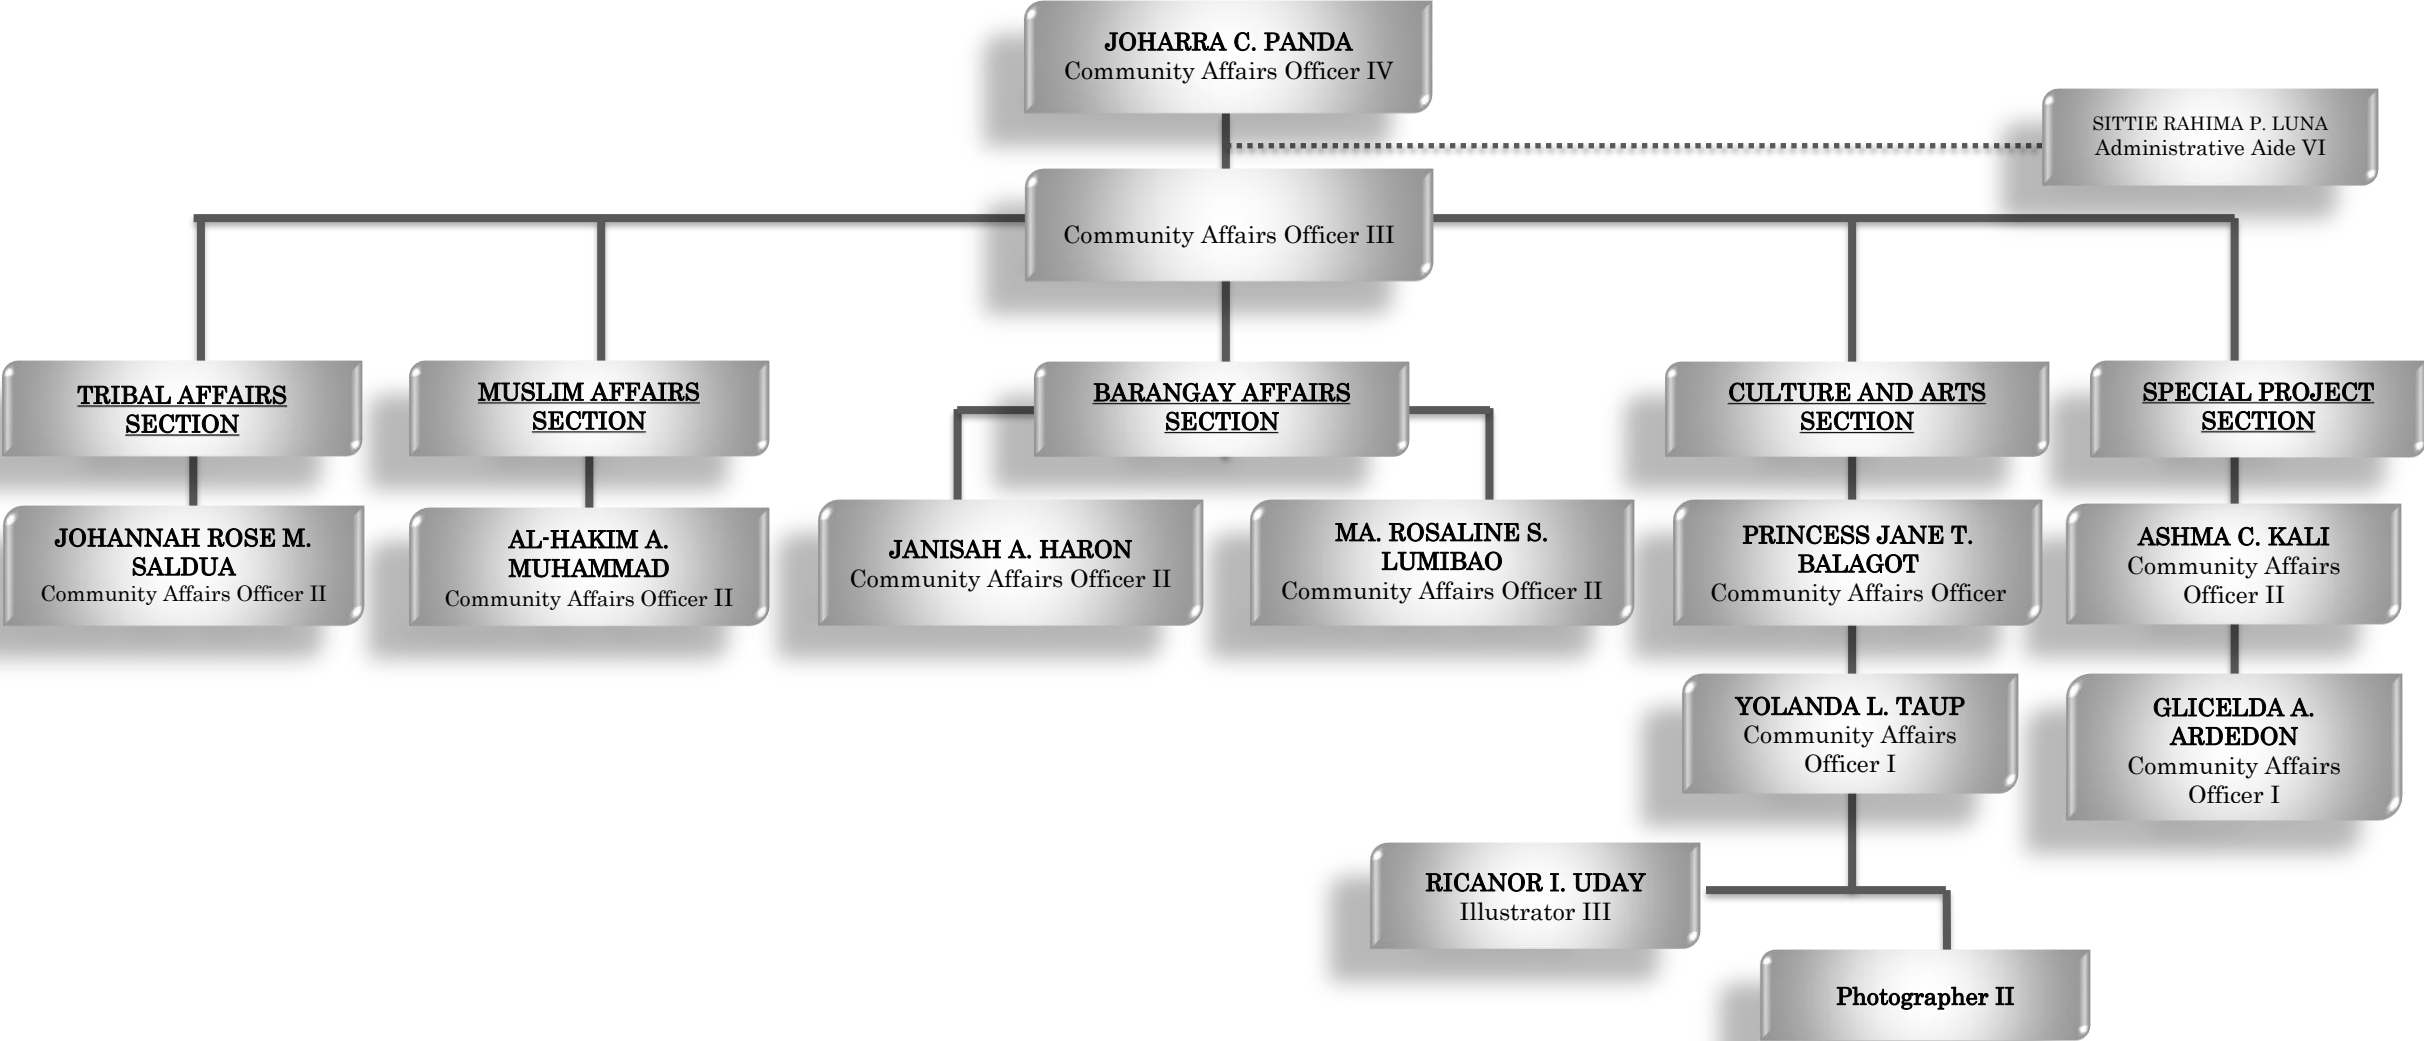 JOHARRA C. PANDA
Community Affairs Officer IV
SITTIE RAHIMA P. LUNA
Administrative Aide VI
Community Affairs Officer III
TRIBAL AFFAIRS
SECTION
MUSLIM AFFAIRS
SECTION
BARANGAY AFFAIRS
SECTION
CULTURE AND ARTS
SECTION
SPECIAL PROJECT
SECTION
JOHANNAH ROSE M.
SALDUA
Community Affairs Officer II
AL-HAKIM A.
MUHAMMAD
Community Affairs Officer II
JANISAH A. HARON
Community Affairs Officer II
MA. ROSALINE S.
LUMIBAO
Community Affairs Officer II
PRINCESS JANE T.
BALAGOT
Community Affairs Officer
ASHMA C. KALI
Community Affairs
Officer II
YOLANDA L. TAUP
Community Affairs
Officer I
GLICELDA A.
ARDEDON
Community Affairs
Officer I
RICANOR I. UDAY
Illustrator III
Photographer II